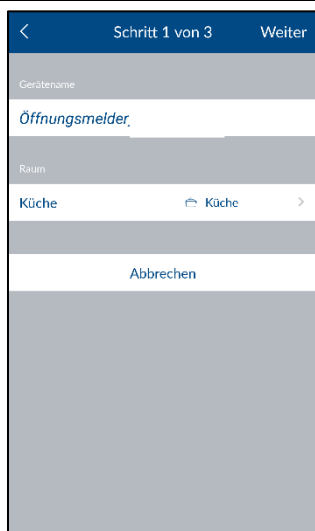 Schritt 1 von 3 Weiter
Gerätename
Öffnungsmelder
Raum
Küche Küche
Abbrechen